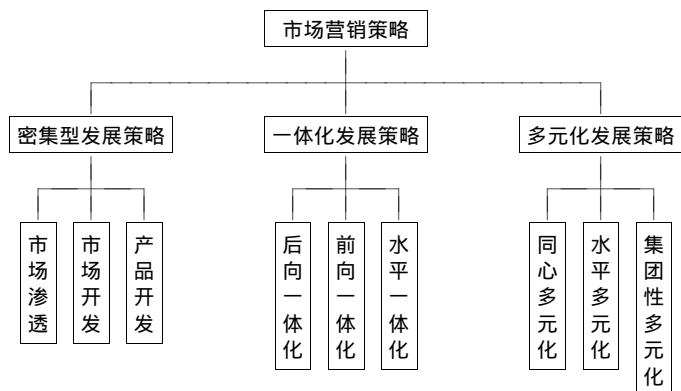 市场营销策略
密集型发展策略
一体化发展策略
多元化发展策略
市场渗透
市场开发
产品开发
后向一体化
前向一体化
水平一体化
同心多元化
水平多元化
集团性多元化